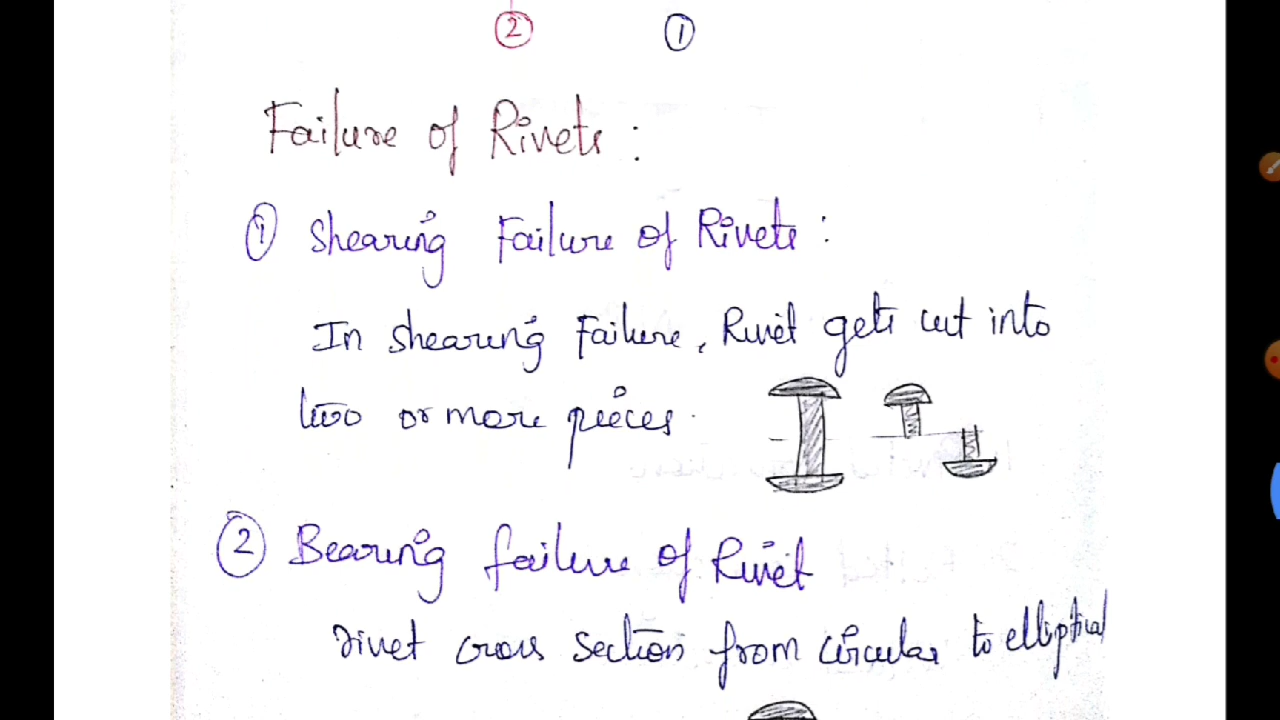 ② ①
Failure of Rivets :
① Shearing Failure of Rivets :
In shearing Failure, Rivet gets cut into
two or more pieces.
② Bearing failure of Rivet
rivet cross section from circular to elliptical